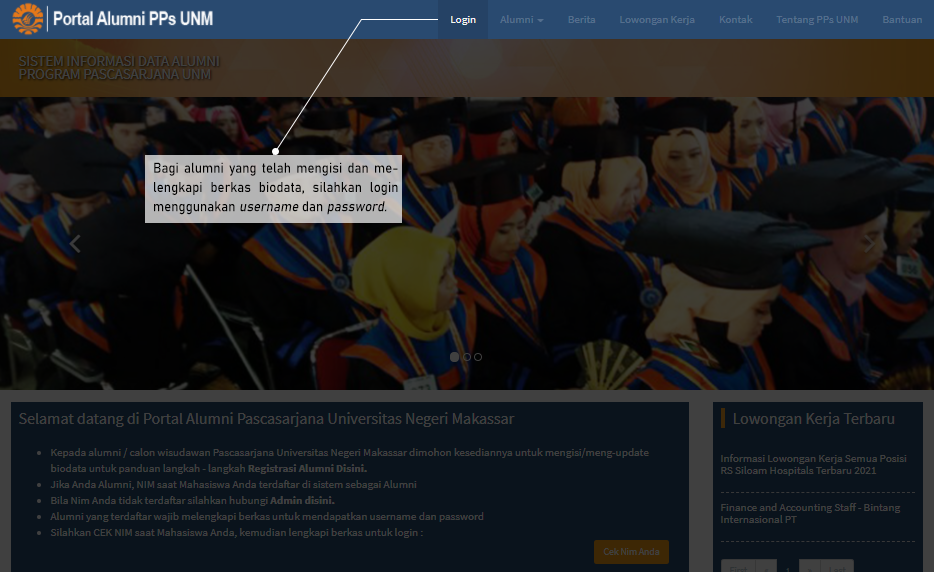 Portal Alumni PPs UNM
Login Alumni Berita Lowongan Kerja Kontak Tentang PPs UNM Bantuan
SISTEM INFORMASI DATA ALUMNI
PROGRAM PASCASARJANA UNM
Bagi alumni yang telah mengisi dan me-
lengkapi berkas biodata, silahkan login
menggunakan username dan password.
Selamat datang di Portal Alumni Pascasarjana Universitas Negeri Makassar
Kepada alumni / calon wisudawan Pascasarjana Universitas Negeri Makassar dimohon kesediannya untuk mengisi/meng-update
biodata untuk panduan langkah - langkah Registrasi Alumni Disini.
Jika Anda Alumni, NIM saat Mahasiswa Anda terdaftar di sistem sebagai Alumni
Bila Nim Anda tidak terdaftar silahkan hubungi Admin disini.
Alumni yang terdaftar wajib melengkapi berkas untuk mendapatkan username dan password
Silahkan CEK NIM saat Mahasiswa Anda, kemudian lengkapi berkas untuk login :
Cek Nim Anda
Lowongan Kerja Terbaru
Informasi Lowongan Kerja Semua Posisi
RS Siloam Hospitals Terbaru 2021
Finance and Accounting Staff - Bintang
Internasional PT